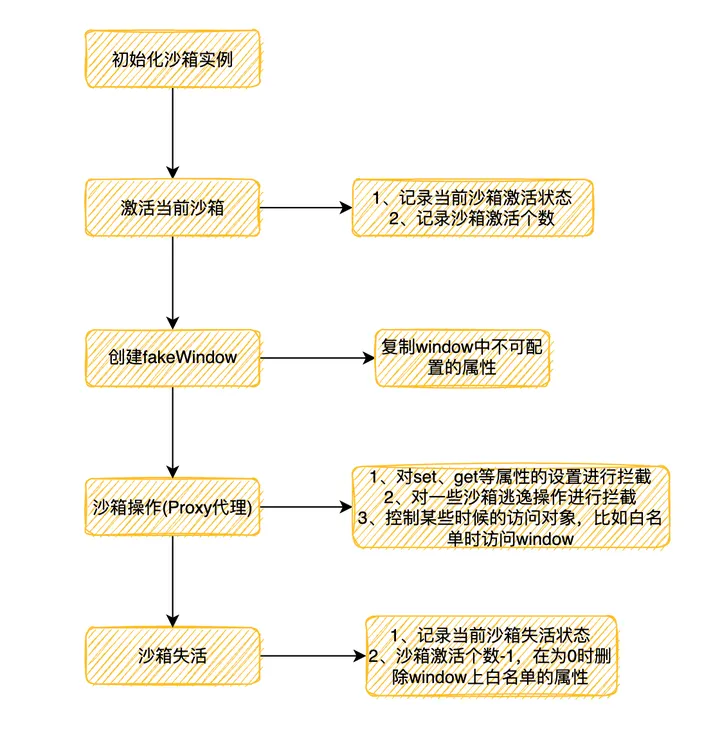 初始化沙箱实例
激活当前沙箱
1、记录当前沙箱激活状态
2、记录沙箱激活个数
创建fakeWindow
复制window中不可配
置的属性
沙箱操作(Proxy代理)
1、对set、get等属性的设置进行拦截
2、对一些沙箱逃逸操作进行拦截
3、控制某些时候的访问对象，比如白名
单时访问window
沙箱失活
1、记录当前沙箱失活状态
2、沙箱激活个数-1，在为0时删
除window上白名单的属性